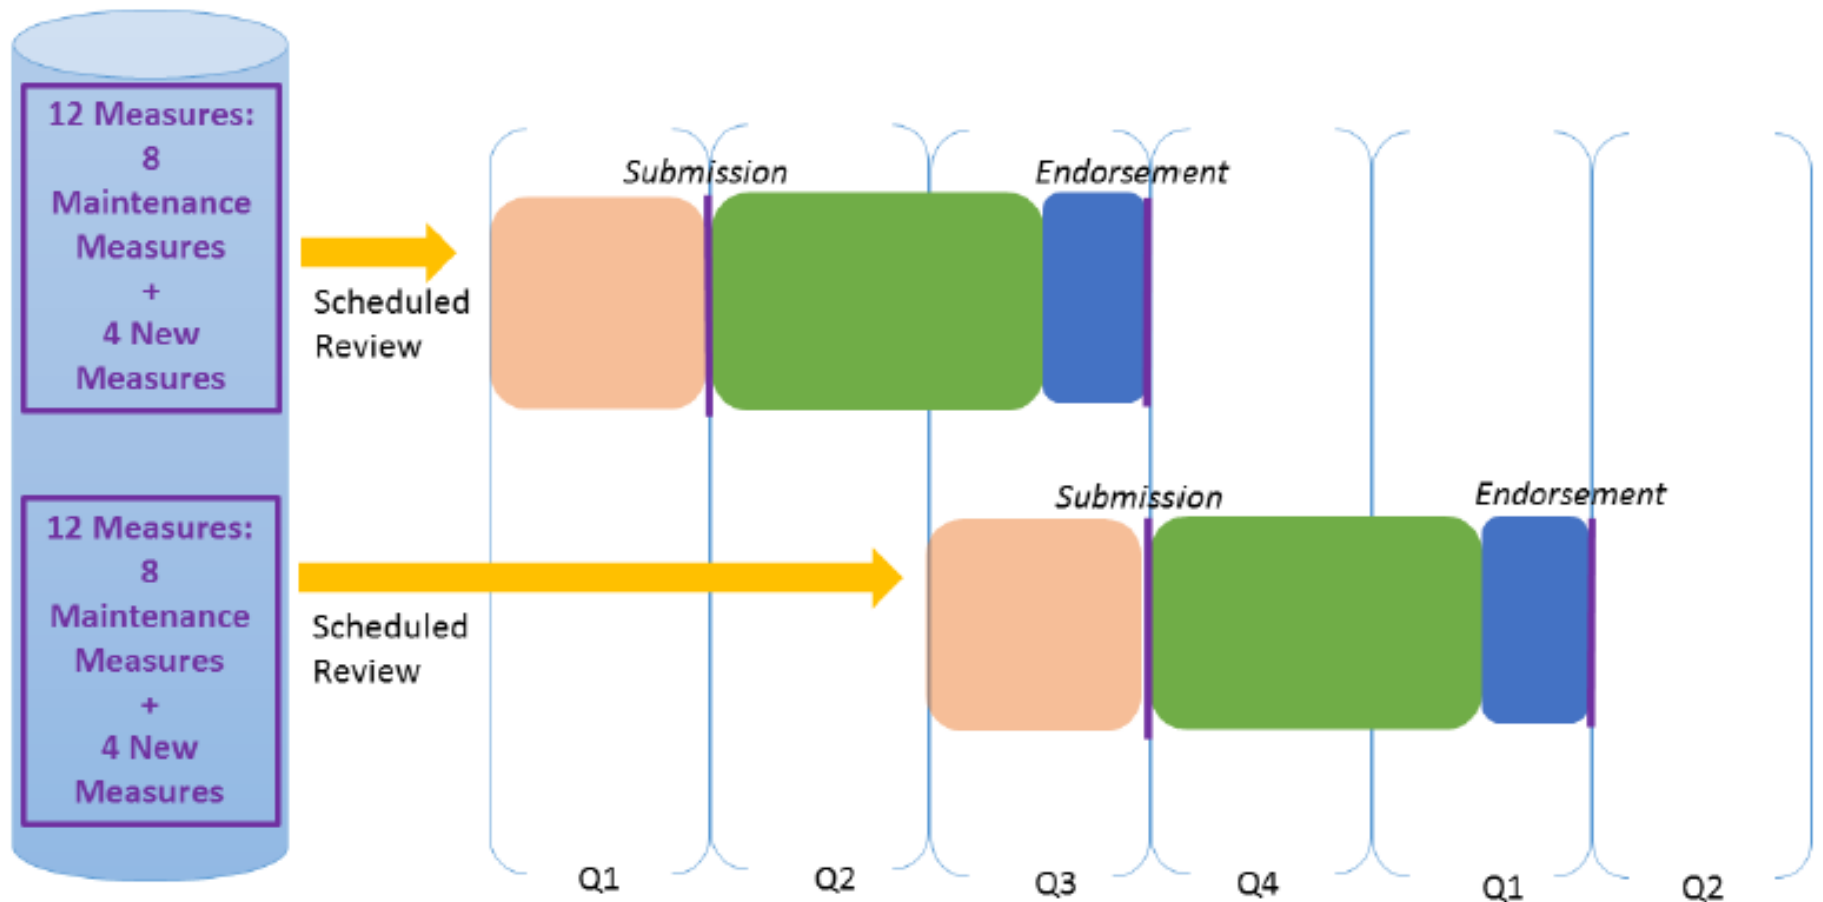 12 Measures:
8
Maintenance
Measures
+
4 New
Measures
Scheduled
Review
Submission
Endorsement
12 Measures:
8
Maintenance
Measures
+
4 New
Measures
Scheduled
Review
Submission
Endorsement
Q1
Q2
Q3
Q4
Q1
Q2